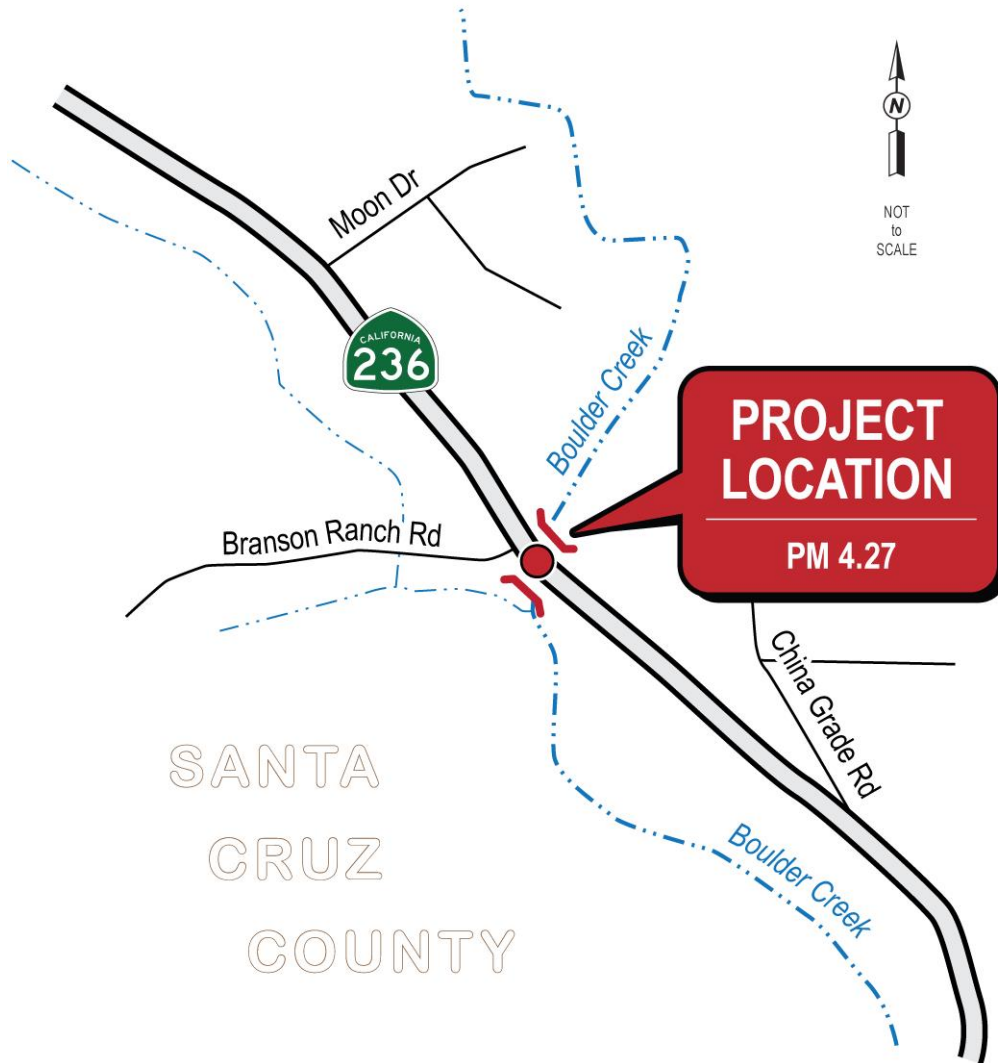 N
NOT
to
SCALE
Moon Dr
CALIFORNIA
236
Boulder Creek
PROJECT
LOCATION
PM 4.27
Branson Ranch Rd
China Grade Rd
SANTA
CRUZ
COUNTY
Boulder Creek